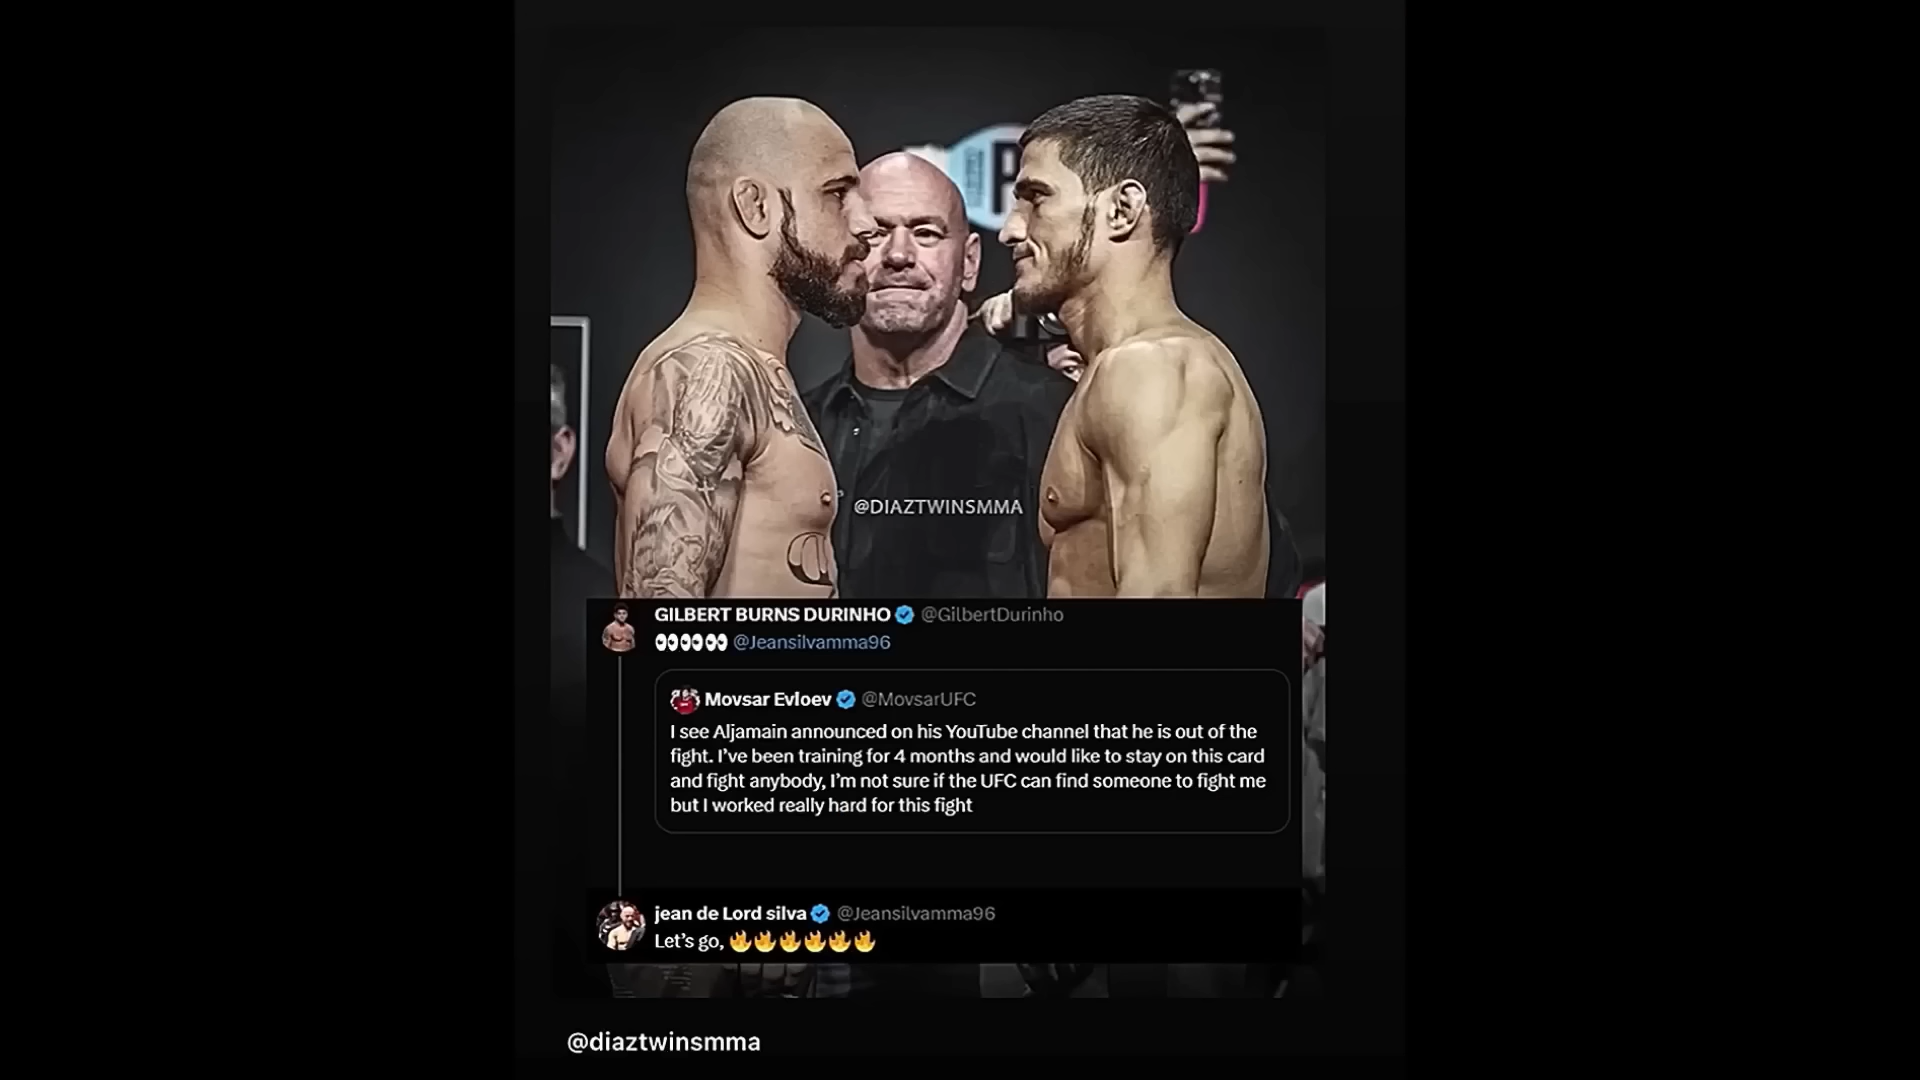 P
@DIAZTWINSMMA
GILBERT BURNS DURINHO @GilbertDurinho
👀👀👀 @Jeansilvamma96
Movsar Evloev @MovsarUFC
I see Aljamain announced on his YouTube channel that he is out of the
fight. I've been training for 4 months and would like to stay on this card
and fight anybody, I'm not sure if the UFC can find someone to fight me
but I worked really hard for this fight
jean de Lord silva @Jeansilvamma96
Let's go, 🔥🔥🔥🔥🔥🔥
@diaztwinsmma